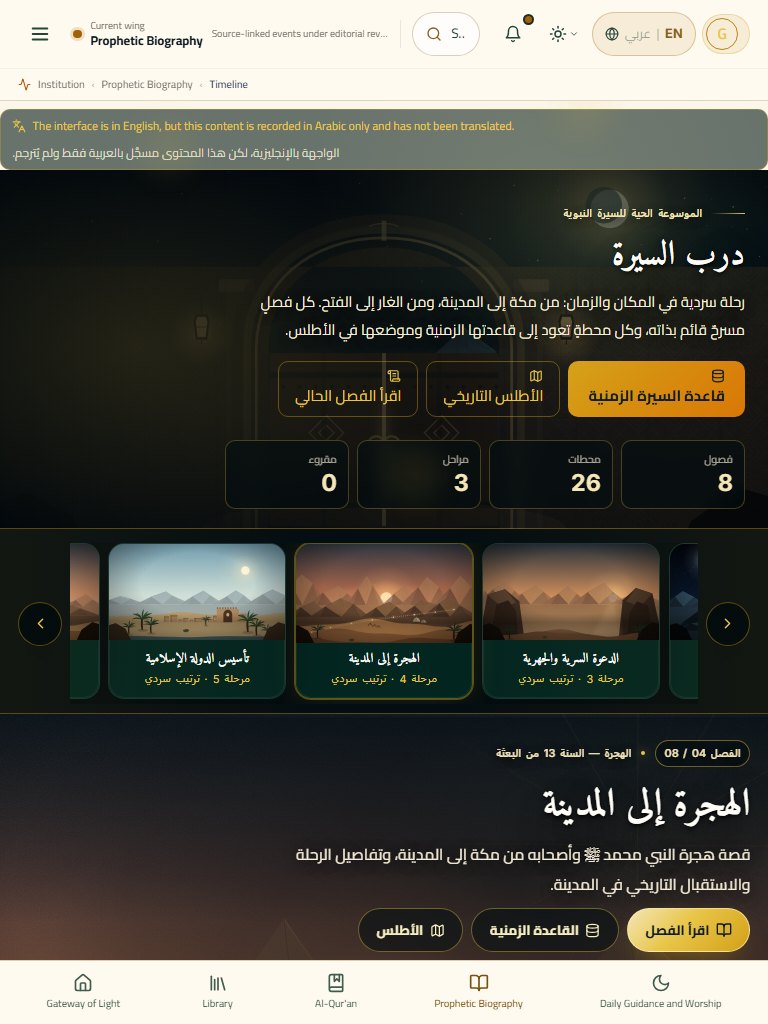 Current wing
Prophetic Biography
Source-linked events under editorial rev...
S..
عربي | EN
G
Institution ‹ Prophetic Biography ‹ Timeline
The interface is in English, but this content is recorded in Arabic only and has not been translated.
الواجهة بالإنجليزية، لكن هذا المحتوى مسجَّل بالعربية فقط ولم يُترجم.
الموسوعة الحية للسيرة النبوية
درب السيرة
رحلة سردية في المكان والزمان: من مكة إلى المدينة، ومن الغار إلى الفتح. كل فصلٍ
مسرحٌ قائم بذاته، وكل محطةٍ تعود إلى قاعدتها الزمنية وموضعها في الأطلس.
قاعدة السيرة الزمنية
الأطلس التاريخي
اقرأ الفصل الحالي
فصول
8
محطات
26
مراحل
3
مقروء
0
الدعوة السرية والجهرية
مرحلة 3 · ترتيب سردي
الهجرة إلى المدينة
مرحلة 4 · ترتيب سردي
تأسيس الدولة الإسلامية
مرحلة 5 · ترتيب سردي
الفصل 04 / 08 • الهجرة — السنة 13 من البعثة
الهجرة إلى المدينة
قصة هجرة النبي محمد ﷺ وأصحابه من مكة إلى المدينة، وتفاصيل الرحلة
والاستقبال التاريخي في المدينة.
اقرأ الفصل
القاعدة الزمنية
الأطلس
Gateway of Light
Library
Al-Qur'an
Prophetic Biography
Daily Guidance and Worship